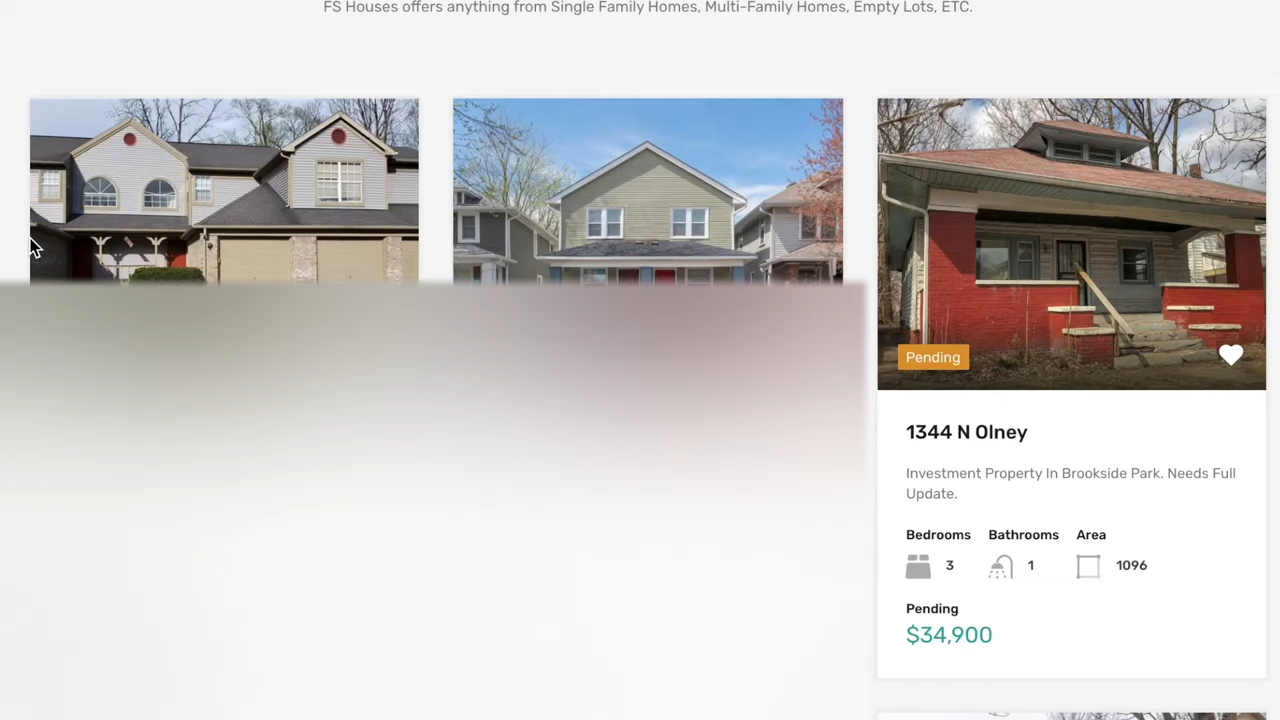 FS Houses offers anything from Single Family Homes, Multi-Family Homes, Empty Lots, ETC.
Pending
1344 N Olney
Investment Property In Brookside Park. Needs Full
Update.
Bedrooms Bathrooms Area
3 1 1096
Pending
$34,900